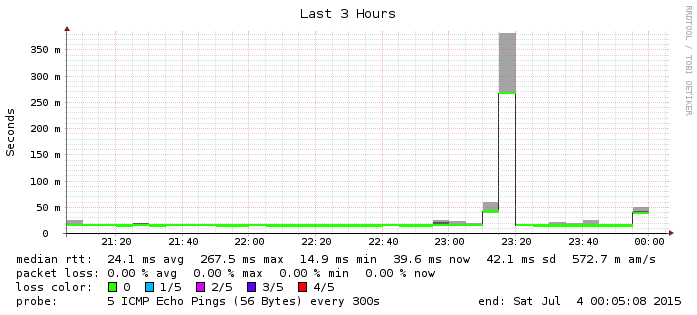 Last 3 Hours
RRDTOOL / TOBI OETIKER
Seconds
350 m
300 m
250 m
200 m
150 m
100 m
50 m
0
21:20 21:40 22:00 22:20 22:40 23:00 23:20 23:40 00:00
median rtt: 24.1 ms avg 267.5 ms max 14.9 ms min 39.6 ms now 42.1 ms sd 572.7 m am/s
packet loss: 0.00 % avg 0.00 % max 0.00 % min 0.00 % now
loss color: 0 1/5 2/5 3/5 4/5
probe: 5 ICMP Echo Pings (56 Bytes) every 300s end: Sat Jul 4 00:05:08 2015